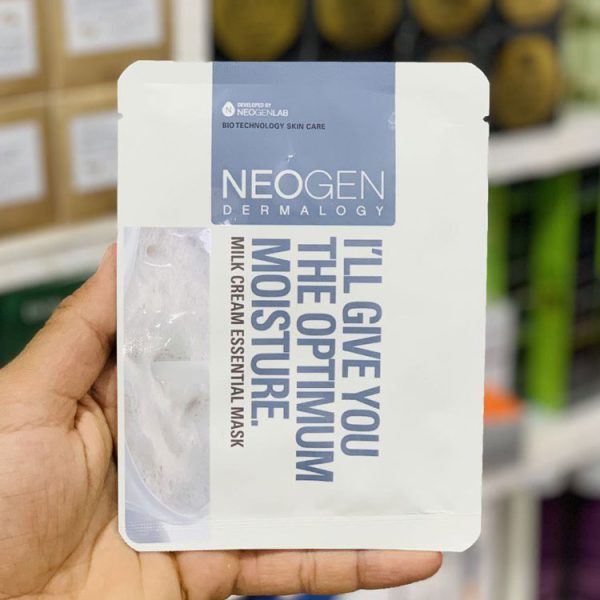 DEVELOPED BY
NEOGENLAB
BIO TECHNOLOGY SKIN CARE
NEOGEN
DERMALOGY
I'LL GIVE YOU
THE OPTIMUM
MOISTURE.
MILK CREAM ESSENTIAL MASK